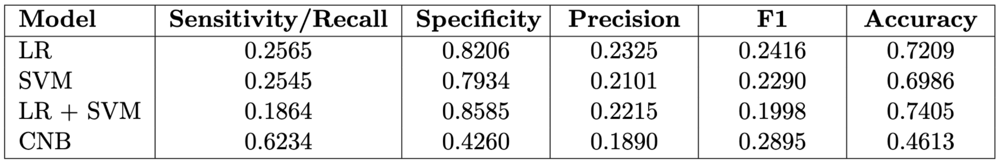 Model Sensitivity/Recall Specificity Precision F1 Accuracy
LR 0.2565 0.8206 0.2325 0.2416 0.7209
SVM 0.2545 0.7934 0.2101 0.2290 0.6986
LR + SVM 0.1864 0.8585 0.2215 0.1998 0.7405
CNB 0.6234 0.4260 0.1890 0.2895 0.4613